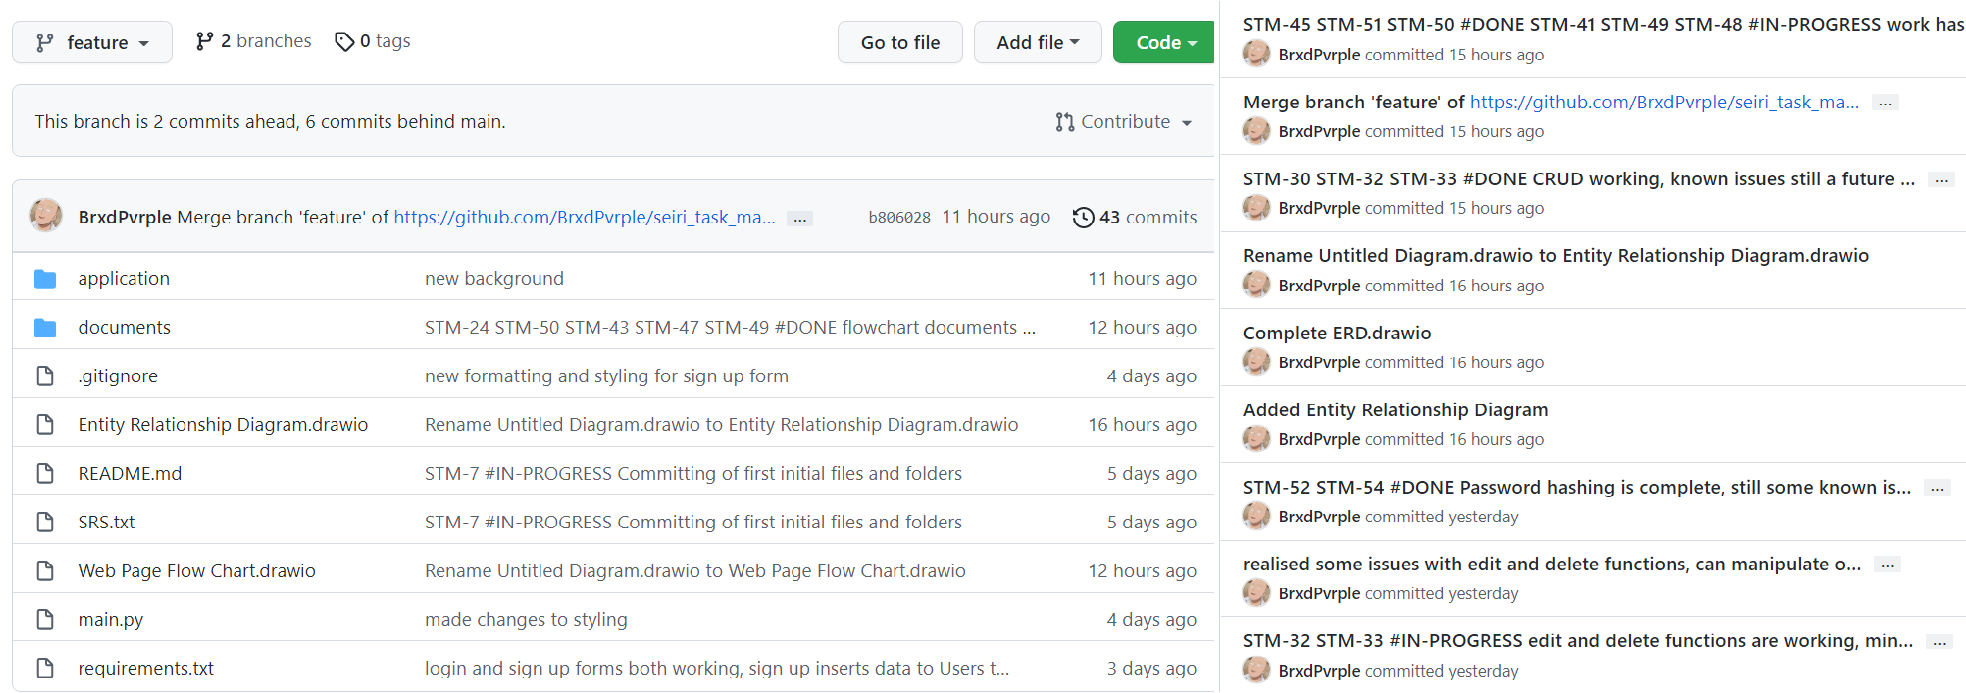 feature
2 branches
0 tags
Go to file
Add file
Code
This branch is 2 commits ahead, 6 commits behind main.
Contribute
BrxdPvrple Merge branch 'feature' of https://github.com/BrxdPvrple/seiri_task_ma... ...
b806028 11 hours ago
43 commits
application new background 11 hours ago
documents STM-24 STM-50 STM-43 STM-47 STM-49 #DONE flowchart documents ... 12 hours ago
.gitignore new formatting and styling for sign up form 4 days ago
Entity Relationship Diagram.drawio Rename Untitled Diagram.drawio to Entity Relationship Diagram.drawio 16 hours ago
README.md STM-7 #IN-PROGRESS Committing of first initial files and folders 5 days ago
SRS.txt STM-7 #IN-PROGRESS Committing of first initial files and folders 5 days ago
Web Page Flow Chart.drawio Rename Untitled Diagram.drawio to Web Page Flow Chart.drawio 12 hours ago
main.py made changes to styling 4 days ago
requirements.txt login and sign up forms both working, sign up inserts data to Users t... 3 days ago
STM-45 STM-51 STM-50 #DONE STM-41 STM-49 STM-48 #IN-PROGRESS work has
BrxdPvrple committed 15 hours ago
Merge branch 'feature' of https://github.com/BrxdPvrple/seiri_task_ma... ...
BrxdPvrple committed 15 hours ago
STM-30 STM-32 STM-33 #DONE CRUD working, known issues still a future ... ...
BrxdPvrple committed 15 hours ago
Rename Untitled Diagram.drawio to Entity Relationship Diagram.drawio
BrxdPvrple committed 16 hours ago
Complete ERD.drawio
BrxdPvrple committed 16 hours ago
Added Entity Relationship Diagram
BrxdPvrple committed 16 hours ago
STM-52 STM-54 #DONE Password hashing is complete, still some known is... ...
BrxdPvrple committed yesterday
realised some issues with edit and delete functions, can manipulate o... ...
BrxdPvrple committed yesterday
STM-32 STM-33 #IN-PROGRESS edit and delete functions are working, min... ...
BrxdPvrple committed yesterday